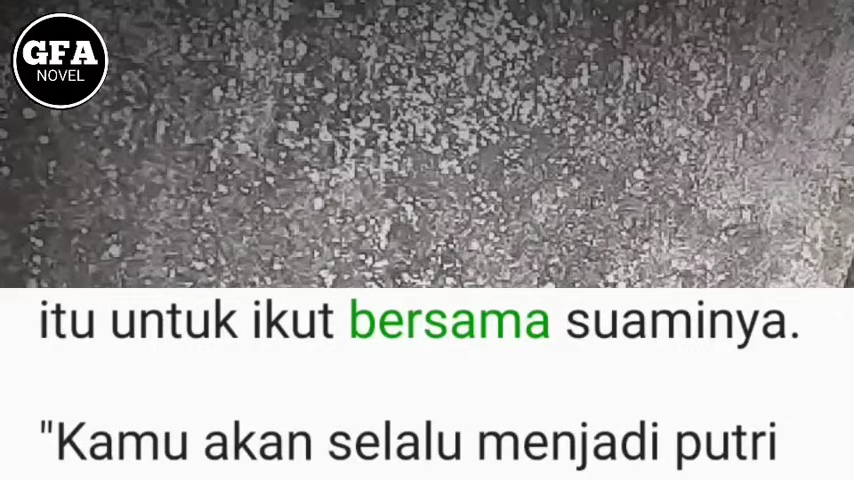 GFA
NOVEL
itu untuk ikut bersama suaminya.
"Kamu akan selalu menjadi putri